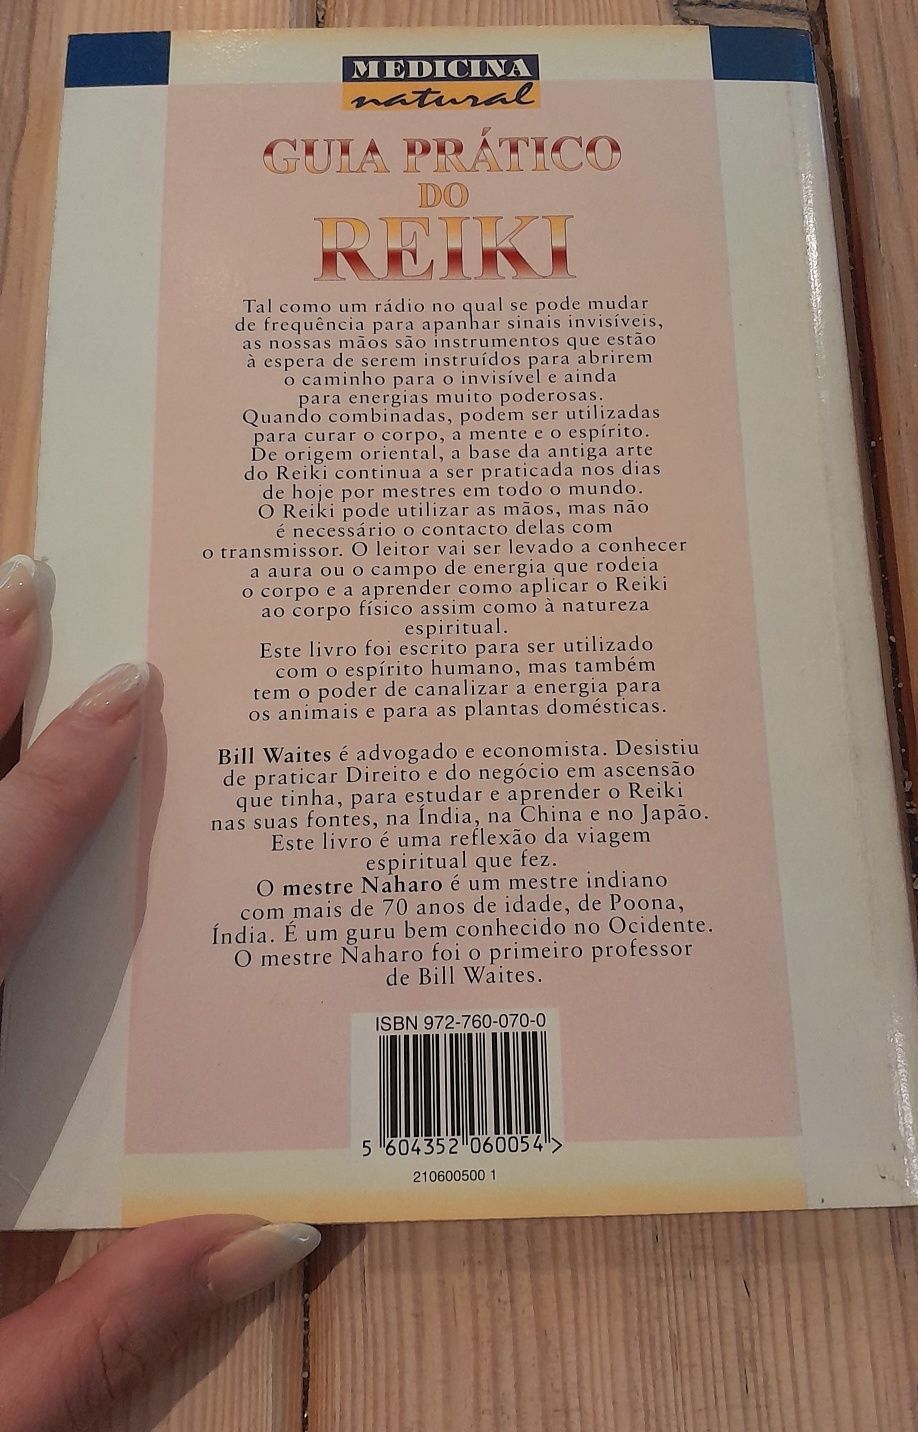 MEDICINA
natural
GUIA PRÁTICO
DO
REIKI
Tal como um rádio no qual se pode mudar
de frequência para apanhar sinais invisíveis,
as nossas mãos são instrumentos que estão
à espera de serem instruídos para abrirem
o caminho para o invisível e ainda
para energias muito poderosas.
Quando combinadas, podem ser utilizadas
para curar o corpo, a mente e o espírito.
De origem oriental, a base da antiga arte
do Reiki continua a ser praticada nos dias
de hoje por mestres em todo o mundo.
O Reiki pode utilizar as mãos, mas não
é necessário o contacto delas com
o transmissor. O leitor vai ser levado a conhecer
a aura ou o campo de energia que rodeia
o corpo e a aprender como aplicar o Reiki
ao corpo físico assim como à natureza
espiritual.
Este livro foi escrito para ser utilizado
com o espírito humano, mas também
tem o poder de canalizar a energia para
os animais e para as plantas domésticas.
Bill Waites é advogado e economista. Desistiu
de praticar Direito e do negócio em ascensão
que tinha, para estudar e aprender o Reiki
nas suas fontes, na Índia, na China e no Japão.
Este livro é uma reflexão da viagem
espiritual que fez.
O mestre Naharo é um mestre indiano
com mais de 70 anos de idade, de Poona,
Índia. É um guru bem conhecido no Ocidente.
O mestre Naharo foi o primeiro professor
de Bill Waites.
ISBN 972-760-070-0
5 604352 060054 >
210600500 1